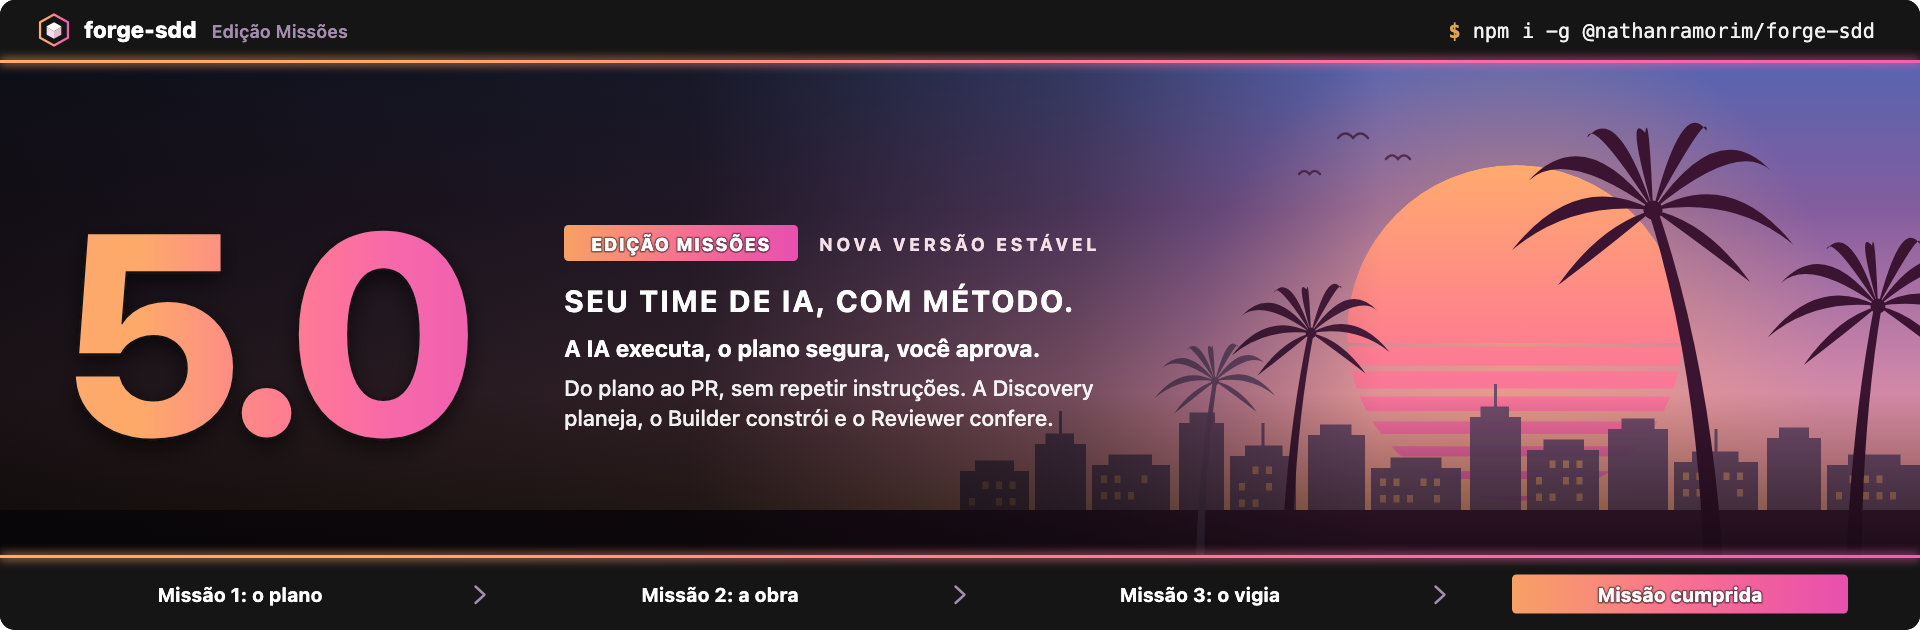 forge-sdd Edição Missões
$ npm i -g @nathanramorim/forge-sdd
5.0
EDIÇÃO MISSÕES NOVA VERSÃO ESTÁVEL
SEU TIME DE IA, COM MÉTODO.
A IA executa, o plano segura, você aprova.
Do plano ao PR, sem repetir instruções. A Discovery
planeja, o Builder constrói e o Reviewer confere.
Missão 1: o plano
Missão 2: a obra
Missão 3: o vigia
Missão cumprida